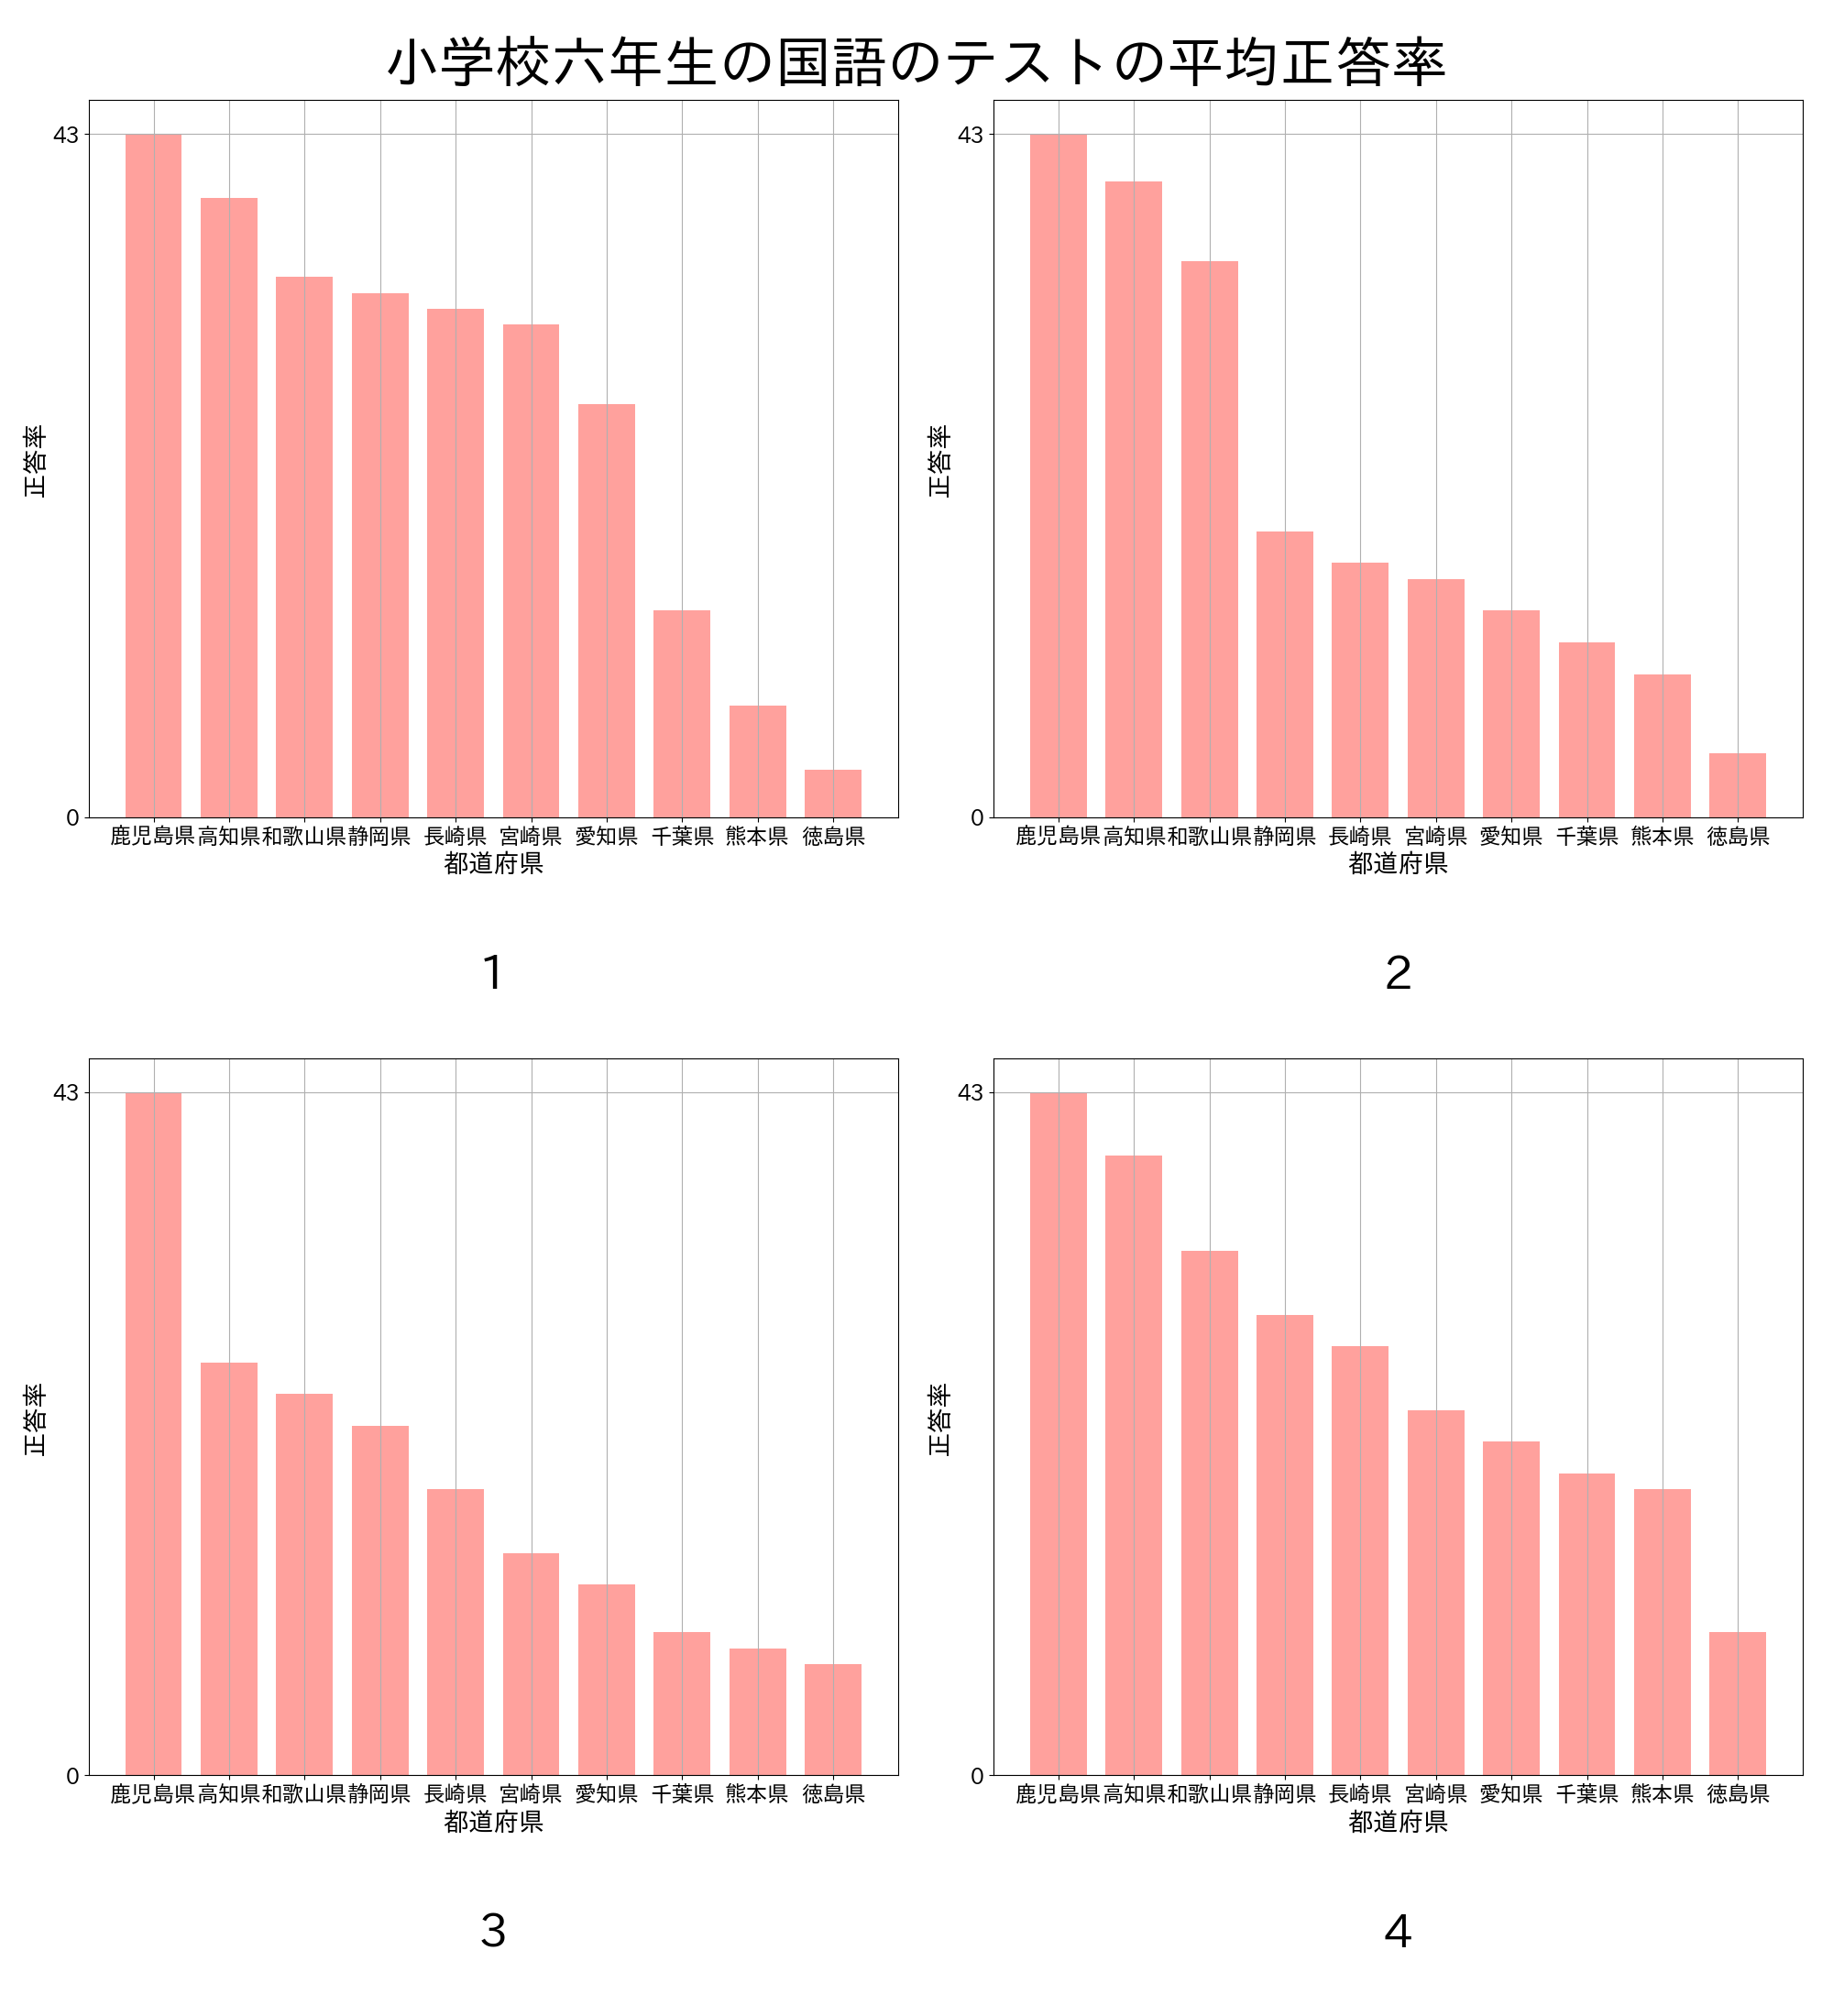 小学校六年生の国語のテストの平均正答率
43
0
正答率
鹿児島県 高知県 和歌山県 静岡県 長崎県 宮崎県 愛知県 千葉県 熊本県 徳島県
都道府県
1
43
0
正答率
鹿児島県 高知県 和歌山県 静岡県 長崎県 宮崎県 愛知県 千葉県 熊本県 徳島県
都道府県
2
43
0
正答率
鹿児島県 高知県 和歌山県 静岡県 長崎県 宮崎県 愛知県 千葉県 熊本県 徳島県
都道府県
3
43
0
正答率
鹿児島県 高知県 和歌山県 静岡県 長崎県 宮崎県 愛知県 千葉県 熊本県 徳島県
都道府県
4